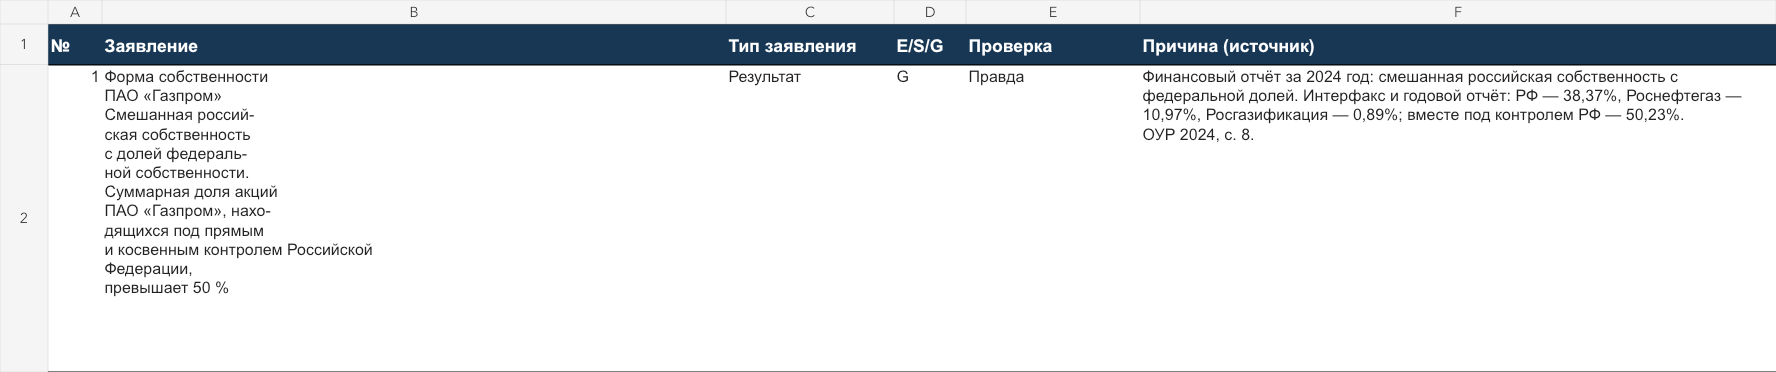 A B C D E F
1 № Заявление Тип заявления E/S/G Проверка Причина (источник)
2
1 Форма собственности
ПАО «Газпром»
Смешанная россий-
ская собственность
с долей федераль-
ной собственности.
Суммарная доля акций
ПАО «Газпром», нахо-
дящихся под прямым
и косвенным контролем Российской
Федерации,
превышает 50 %
Результат
G
Правда
Финансовый отчёт за 2024 год: смешанная российская собственность с
федеральной долей. Интерфакс и годовой отчёт: РФ — 38,37%, Роснефтегаз —
10,97%, Росгазификация — 0,89%; вместе под контролем РФ — 50,23%.
ОУР 2024, с. 8.